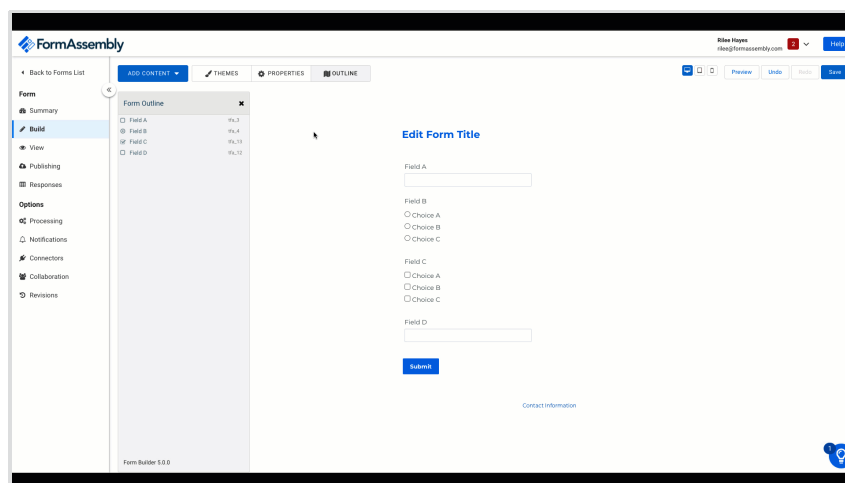 FormAssembly
Rilee Hayes
rilee@formassembly.com
2
Help
Back to Forms List
ADD CONTENT
THEMES
PROPERTIES
OUTLINE
Preview
Undo
Redo
Save
Form
Summary
Build
View
Publishing
Responses
Options
Processing
Notifications
Connectors
Collaboration
Revisions
Form Outline
Field A tfa_3
Field B tfa_4
Field C tfa_10
Field D tfa_12
Form Builder 5.0.0
Edit Form Title
Field A
Field B
Choice A
Choice B
Choice C
Field C
Choice A
Choice B
Choice C
Field D
Submit
Contact Information
1